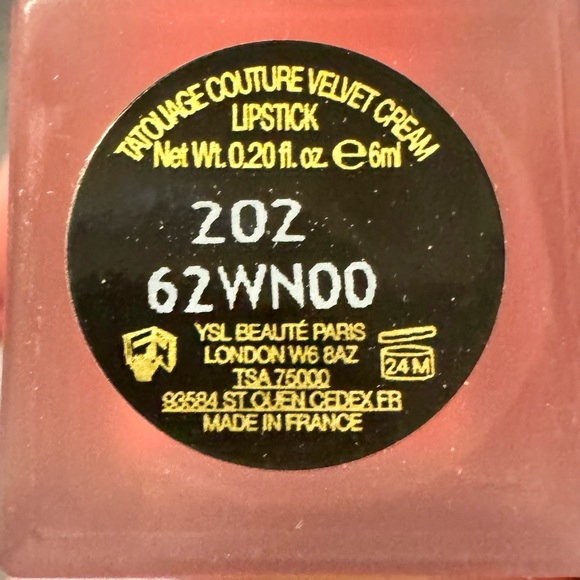 TATOUAGE COUTURE VELVET CREAM
LIPSTICK
Net Wt. 0.20 fl. oz. ℮ 6ml
202
62WN00
YSL BEAUTÉ PARIS
LONDON W6 8AZ
TSA 75000
93584 ST OUEN CEDEX FR
MADE IN FRANCE
24 M